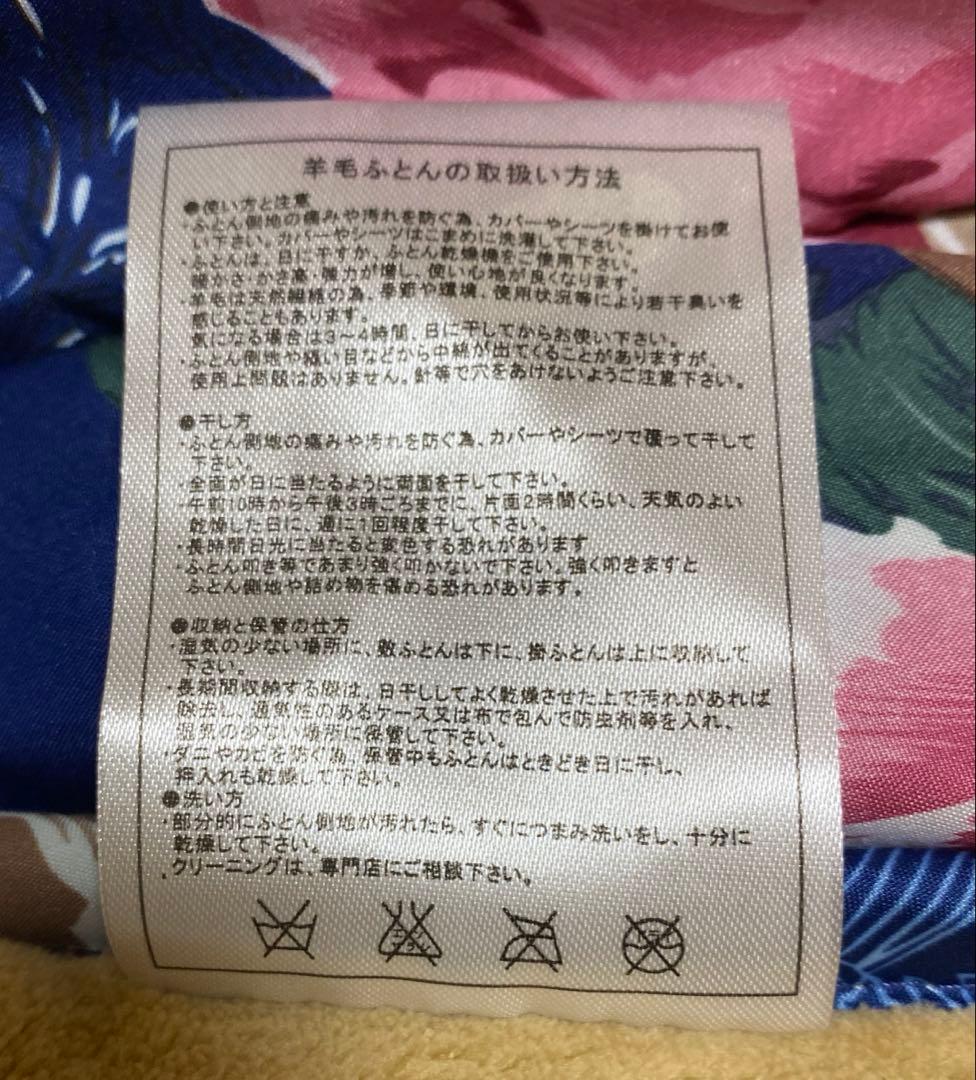 羊毛ふとんの取扱い方法
●使い方と注意
・ふとん側地の痛みや汚れを防ぐ為、カバーやシーツを掛けてお使
い下さい。カバーやシーツはこまめに洗濯して下さい。
・ふとんは、日に干すか、ふとん乾燥機をご使用下さい。
暖かさ・かさ高・強力が増し、使い心地が良くなります。
・羊毛は天然繊維の為、季節や環境、使用状況等により若干臭いを
感じることもあります。
気になる場合は3～4時間、日に干してからお使い下さい。
・ふとん側地や縫い目などから中綿が出てくることがありますが、
使用上問題はありません。針等で穴をあけないようご注意下さい。
●干し方
・ふとん側地の痛みや汚れを防ぐ為、カバーやシーツで覆って干して
下さい。
・全面が日に当たるように両面を干して下さい。
・午前10時から午後3時ごろまでに、片面2時間くらい、天気のよい
乾燥した日に、週に1回程度干して下さい。
・長時間日光に当たると変色する恐れがあります
・ふとん叩き等であまり強く叩かないで下さい。強く叩きますと
ふとん側地や詰め物を痛める恐れがあります。
●収納と保管の仕方
・湿気の少ない場所に、敷ふとんは下に、掛ふとんは上に収納して
下さい。
・長期間収納する際は、日干ししてよく乾燥させた上で汚れがあれば
除去し、通気性のあるケース又は布で包んで防虫剤等を入れ、
湿気の少ない場所に保管して下さい。
・ダニやカビを防ぐ為、保管中もふとんはときどき日に干し、
押入れも乾燥して下さい。
●洗い方
・部分的にふとん側地が汚れたら、すぐにつまみ洗いをし、十分に
乾燥して下さい。
．クリーニングは、専門店にご相談下さい。
エンソ
ドライ